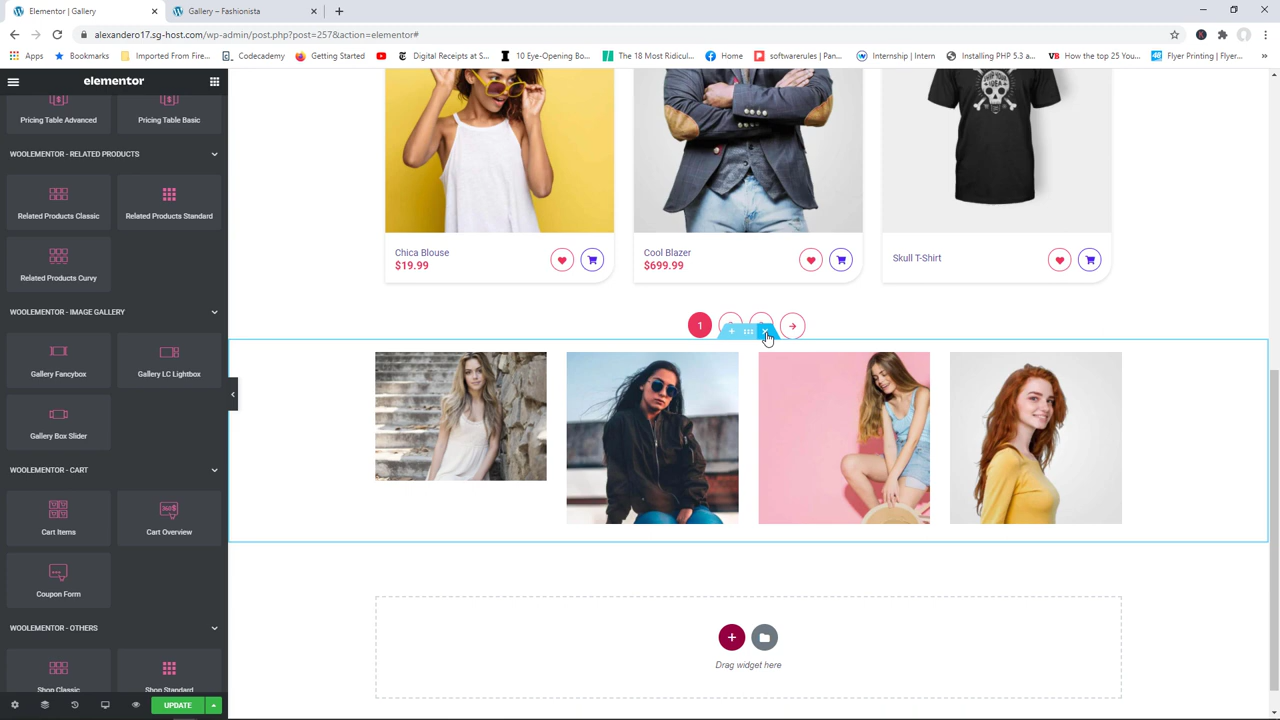 Elementor | Gallery
Gallery – Fashionista
alexandero17.sg-host.com/wp-admin/post.php?post=257&action=elementor#
Apps
Bookmarks
Imported From Fire...
Codecademy
Getting Started
Digital Receipts at S...
10 Eye-Opening Bo...
The 18 Most Ridicul...
Home
softwarerules | Pan...
Internship | Intern
Installing PHP 5.3 a...
How the top 25 You...
Flyer Printing | Flyer...
elementor
Pricing Table Advanced
Pricing Table Basic
WOOLEMENTOR - RELATED PRODUCTS
Related Products Classic
Related Products Standard
Related Products Curvy
WOOLEMENTOR - IMAGE GALLERY
Gallery Fancybox
Gallery LC Lightbox
Gallery Box Slider
WOOLEMENTOR - CART
Cart Items
Cart Overview
Coupon Form
WOOLEMENTOR - OTHERS
Shop Classic
Shop Standard
UPDATE
IDEA
Chica Blouse
$19.99
Cool Blazer
$699.99
Skull T-Shirt
1
Drag widget here